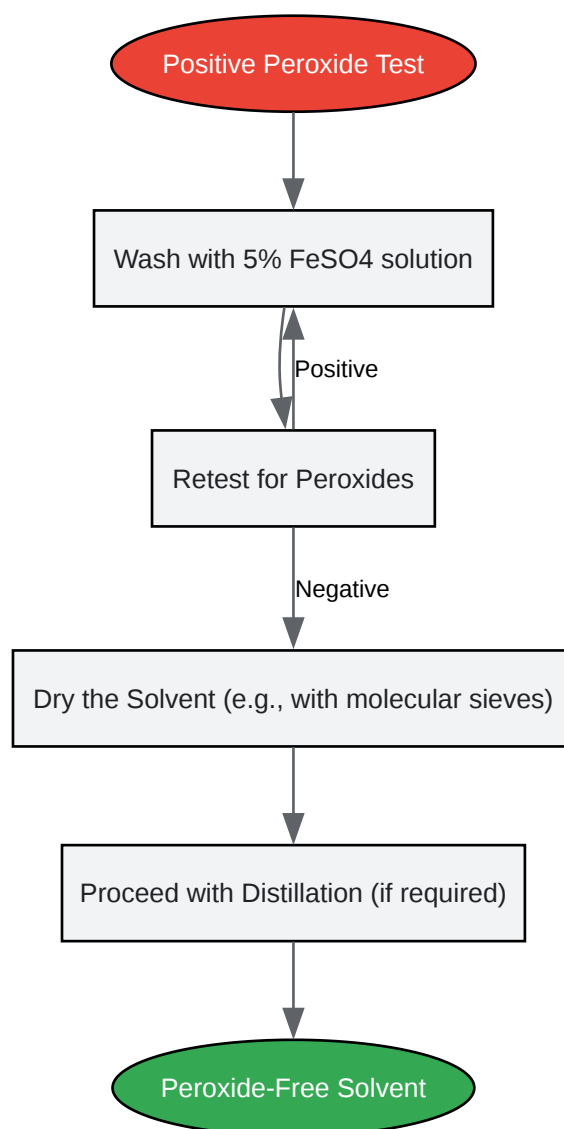 Positive Peroxide Test
Wash with 5% FeSO4 solution
Positive
Retest for Peroxides
Negative
Dry the Solvent (e.g., with molecular sieves)
Proceed with Distillation (if required)
Peroxide-Free Solvent